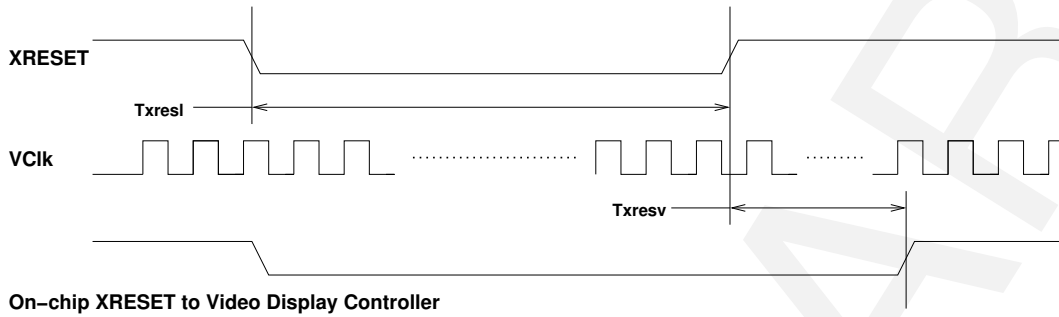 XRESET
Txresl
VClk
Txresv
On-chip XRESET to Video Display Controller